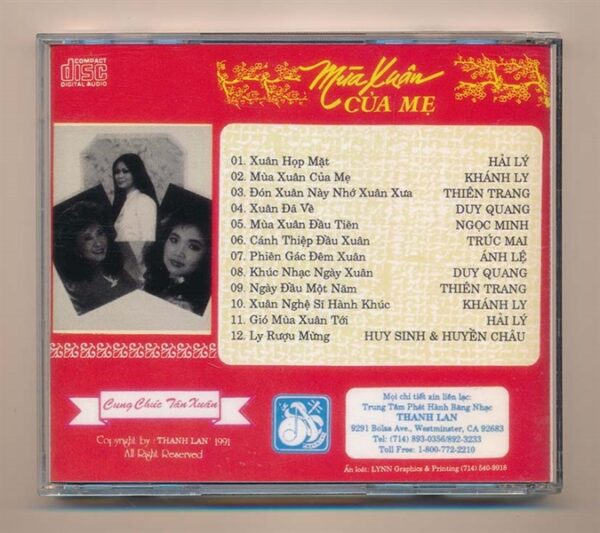 COMPACT
disc
DIGITAL AUDIO
Mùa Xuân
CỦA MẸ
01. Xuân Họp Mặt HẢI LÝ
02. Mùa Xuân Của Mẹ KHÁNH LY
03. Đón Xuân Này Nhớ Xuân Xưa THIÊN TRANG
04. Xuân Đã Về DUY QUANG
05. Mùa Xuân Đầu Tiên NGỌC MINH
06. Cánh Thiệp Đầu Xuân TRÚC MAI
07. Phiên Gác Đêm Xuân ÁNH LỆ
08. Khúc Nhạc Ngày Xuân DUY QUANG
09. Ngày Đầu Một Năm THIÊN TRANG
10. Xuân Nghệ Sĩ Hành Khúc KHÁNH LY
11. Gió Mùa Xuân Tới HẢI LÝ
12. Ly Rượu Mừng HUY SINH & HUYỀN CHÂU
Cung Chúc Tân Xuân
Copyright by "THANH LAN" 1991
All Right Reserved
Mọi chi tiết xin liên lạc:
Trung Tâm Phát Hành Băng Nhạc
THANH LAN
9291 Bolsa Ave., Westminster, CA 92683
Tel: (714) 893-0356/892-3233
Toll Free: 1-800-772-2210
Ấn loát: LYNN Graphics & Printing (714) 540-9918